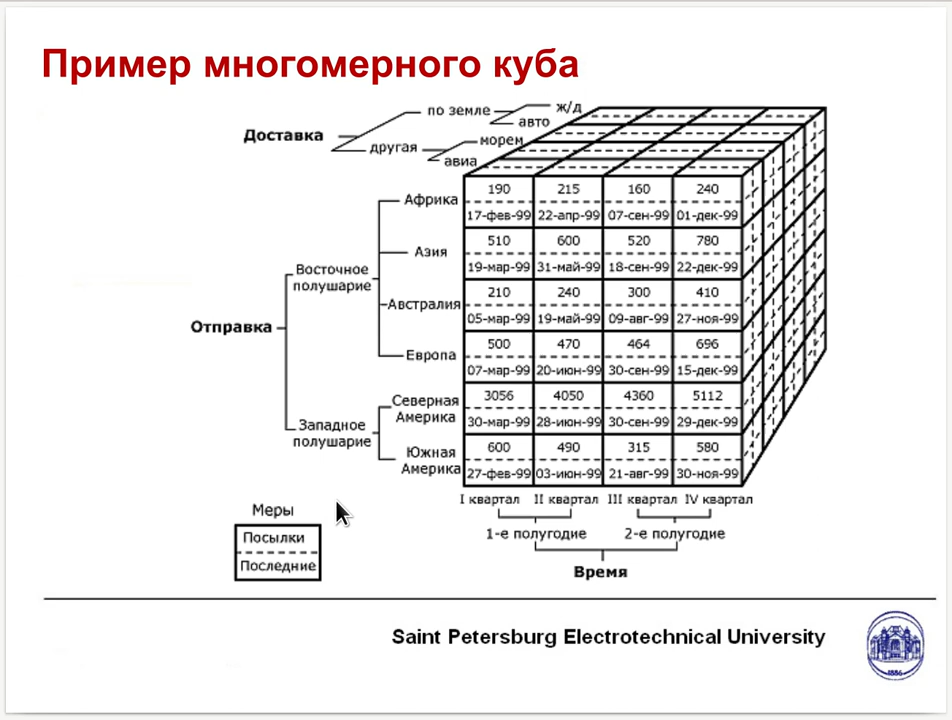 Пример многомерного куба
Доставка
по земле
ж/д
авто
другая
морем
авиа
Отправка
Восточное
полушарие
Западное
полушарие
Африка
190 215 160 240
17-фев-99 22-апр-99 07-сен-99 01-дек-99
Азия
510 600 520 780
19-мар-99 31-май-99 18-сен-99 22-дек-99
Австралия
210 240 300 410
05-мар-99 19-май-99 09-авг-99 27-ноя-99
Европа
500 470 464 696
07-мар-99 20-июн-99 30-сен-99 15-дек-99
Северная
Америка
3056 4050 4360 5112
30-мар-99 28-июн-99 30-сен-99 29-дек-99
Южная
Америка
600 490 315 580
27-фев-99 03-июн-99 21-авг-99 30-ноя-99
I квартал II квартал III квартал IV квартал
1-е полугодие 2-е полугодие
Время
Меры
Посылки
Последние
Saint Petersburg Electrotechnical University
1886